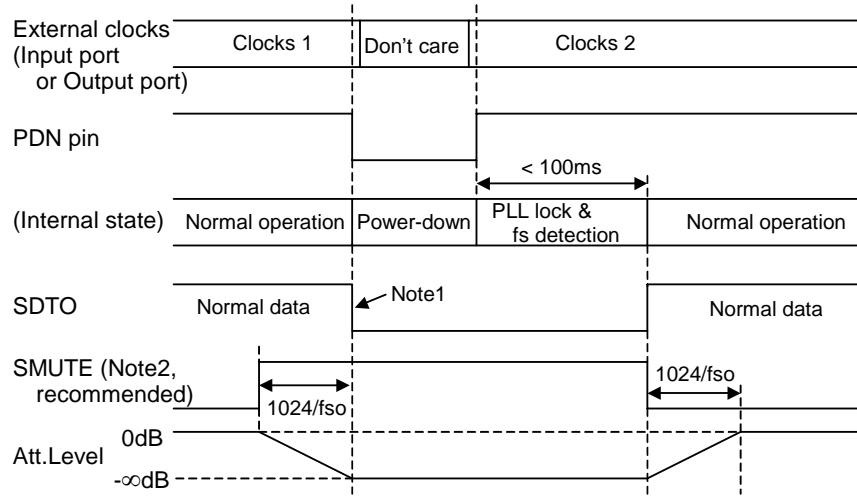 External clocks
(Input port
or Output port)
Clocks 1
Don't care
Clocks 2
PDN pin
< 100ms
(Internal state)
Normal operation
Power-down
PLL lock &
fs detection
Normal operation
SDTO
Normal data
Note1
Normal data
SMUTE (Note2,
recommended)
1024/fso
1024/fso
0dB
Att.Level
-∞dB